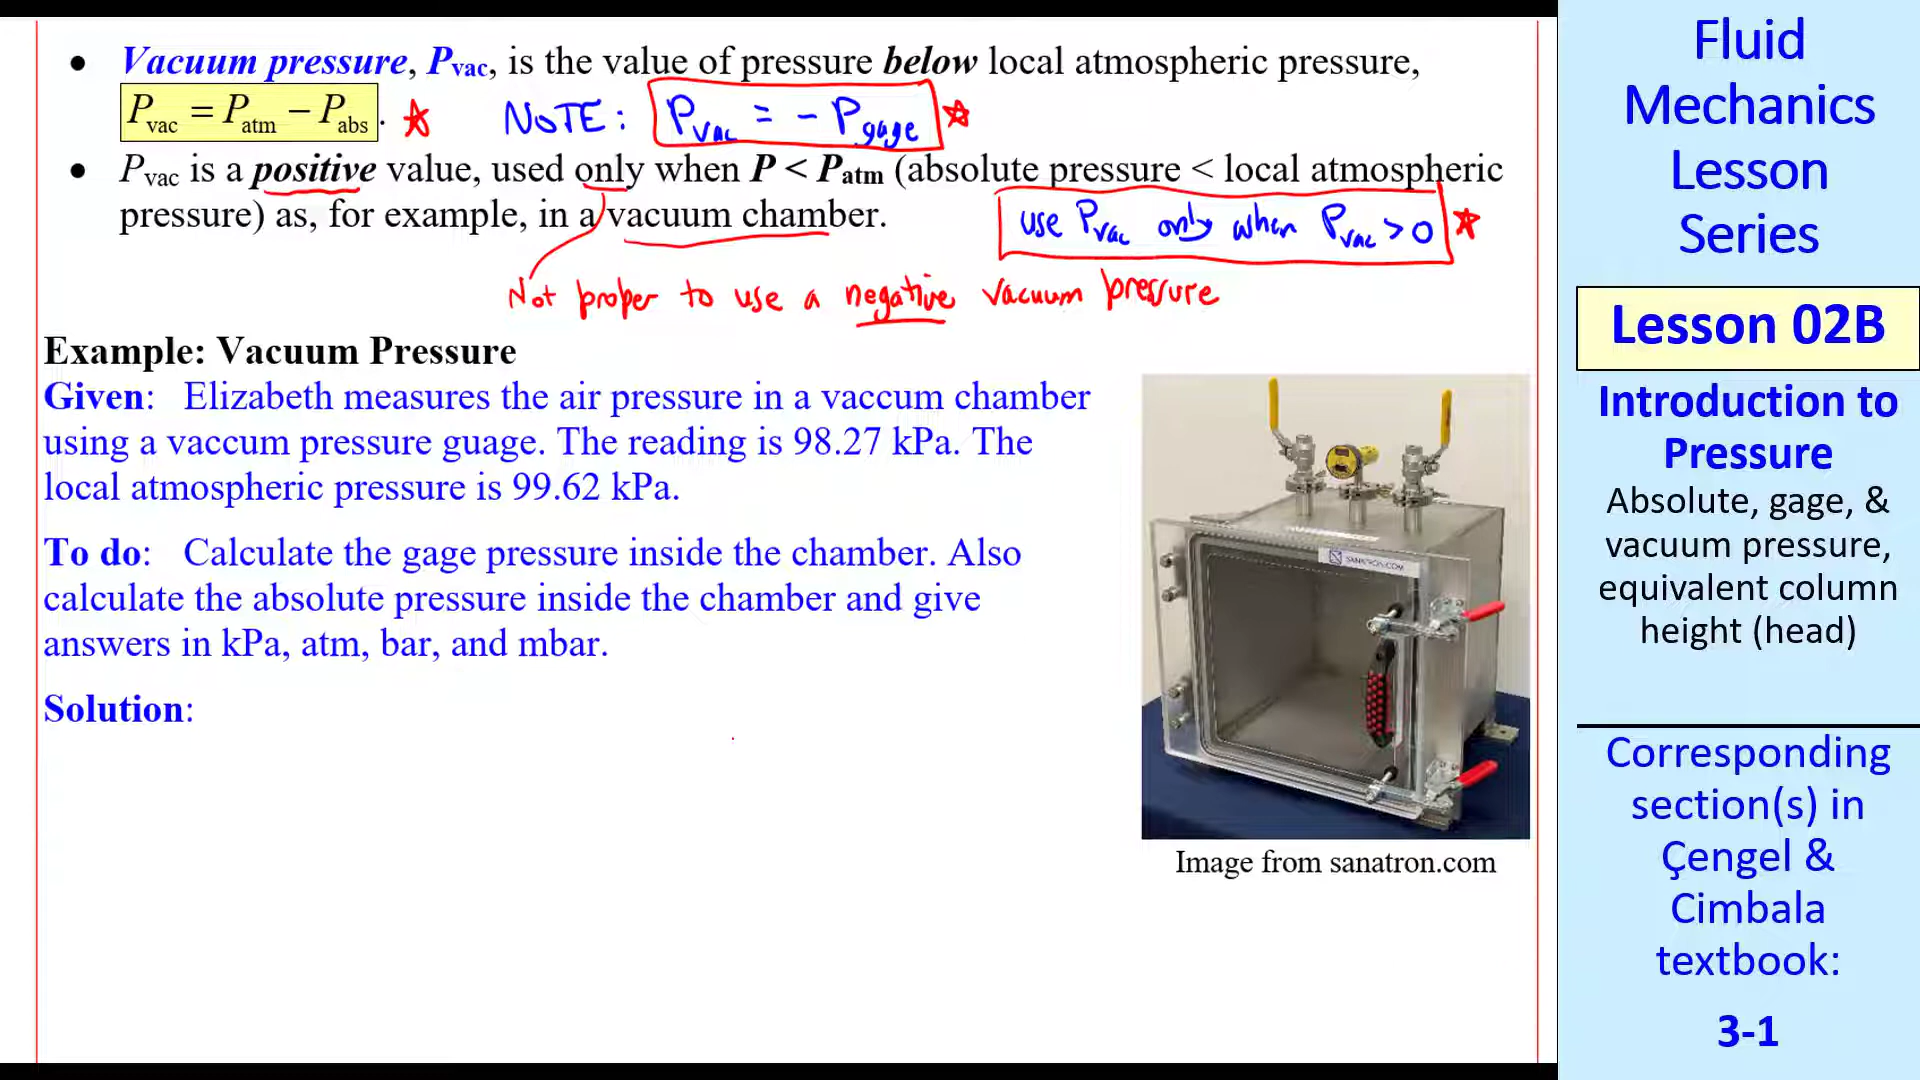 • Vacuum pressure, Pvac, is the value of pressure below local atmospheric pressure,
Pvac = Patm − Pabs. NOTE: Pvac = - Pgage
• Pvac is a positive value, used only when P < Patm (absolute pressure < local atmospheric
pressure) as, for example, in a vacuum chamber.
use Pvac only when Pvac > 0
Not proper to use a negative vacuum pressure
Example: Vacuum Pressure
Given: Elizabeth measures the air pressure in a vaccum chamber
using a vaccum pressure guage. The reading is 98.27 kPa. The
local atmospheric pressure is 99.62 kPa.
To do: Calculate the gage pressure inside the chamber. Also
calculate the absolute pressure inside the chamber and give
answers in kPa, atm, bar, and mbar.
Solution:
SANATRON.COM
Image from sanatron.com
Fluid
Mechanics
Lesson
Series
Lesson 02B
Introduction to
Pressure
Absolute, gage, &
vacuum pressure,
equivalent column
height (head)
Corresponding
section(s) in
Çengel &
Cimbala
textbook:
3-1